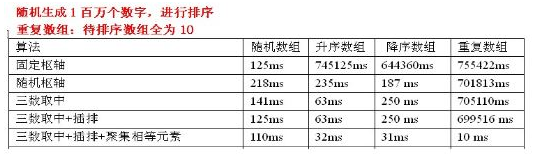 随机生成1百万个数字，进行排序
重复数组：待排序数组全为10
算法 随机数组 升序数组 降序数组 重复数组
固定枢轴 125ms 745125ms 644360ms 755422ms
随机枢轴 218ms 235ms 187 ms 701813ms
三数取中 141ms 63ms 250 ms 705110ms
三数取中+插排 125ms 63ms 250 ms 699516 ms
三数取中+插排+聚集相等元素 110ms 32ms 31ms 10 ms